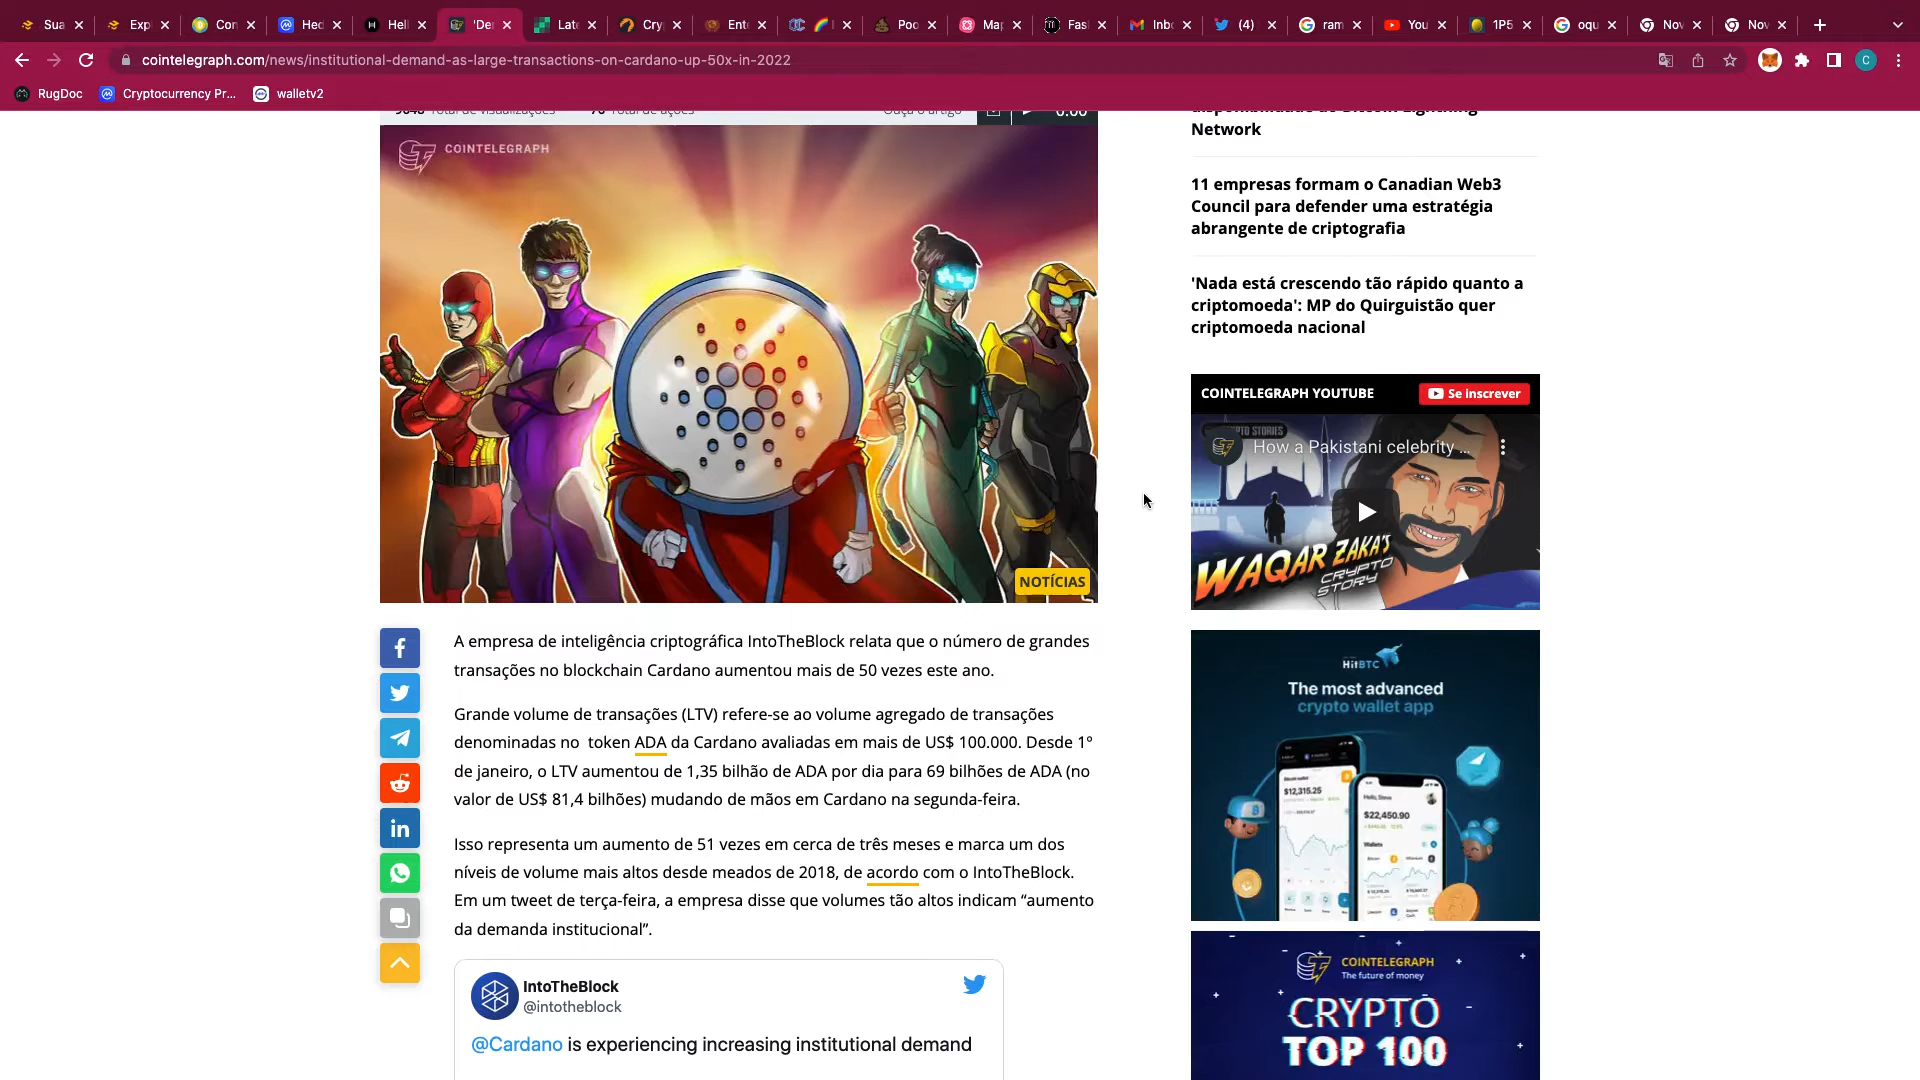 Sua
Exp
Con
Hed
Hell
'De
Late
Cry
Ente
I
Poo
Map
Fas
Inbo
(4)
ram
You
1P5
oqu
Nov
Nov
cointelegraph.com/news/institutional-demand-as-large-transactions-on-cardano-up-50x-in-2022
C
RugDoc
Cryptocurrency Pr...
walletv2
9648 Total de visualizações
76 Total de ações
Ouça o artigo
0:00
COINTELEGRAPH
NOTÍCIAS
A empresa de inteligência criptográfica IntoTheBlock relata que o número de grandes
transações no blockchain Cardano aumentou mais de 50 vezes este ano.
Grande volume de transações (LTV) refere-se ao volume agregado de transações
denominadas no token ADA da Cardano avaliadas em mais de US$ 100.000. Desde 1º
de janeiro, o LTV aumentou de 1,35 bilhão de ADA por dia para 69 bilhões de ADA (no
valor de US$ 81,4 bilhões) mudando de mãos em Cardano na segunda-feira.
Isso representa um aumento de 51 vezes em cerca de três meses e marca um dos
níveis de volume mais altos desde meados de 2018, de acordo com o IntoTheBlock.
Em um tweet de terça-feira, a empresa disse que volumes tão altos indicam “aumento
da demanda institucional”.
IntoTheBlock
@intotheblock
@Cardano is experiencing increasing institutional demand
disponibilidade do Bitcoin Lightning
Network
11 empresas formam o Canadian Web3
Council para defender uma estratégia
abrangente de criptografia
'Nada está crescendo tão rápido quanto a
criptomoeda': MP do Quirguistão quer
criptomoeda nacional
COINTELEGRAPH YOUTUBE
Se inscrever
CRYPTO STORIES
How a Pakistani celebrity ...
WAQAR ZAKA'S
CRYPTO
STORY
HitBTC
The most advanced
crypto wallet app
$12,315.25
Hello, Steve
$22,450.90
Wallets
COINTELEGRAPH
The future of money
CRYPTO
TOP 100